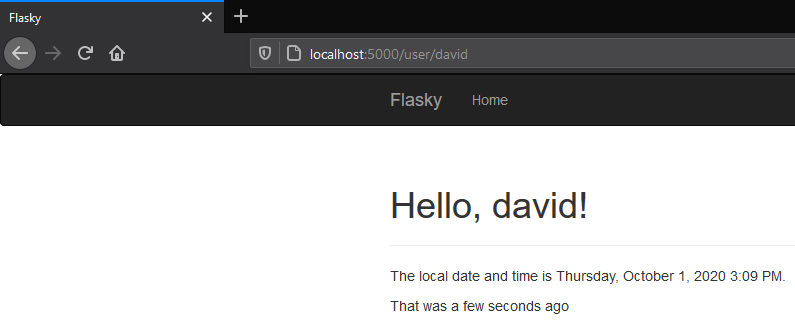 Flasky
localhost:5000/user/david
Flasky Home
Hello, david!
The local date and time is Thursday, October 1, 2020 3:09 PM.
That was a few seconds ago